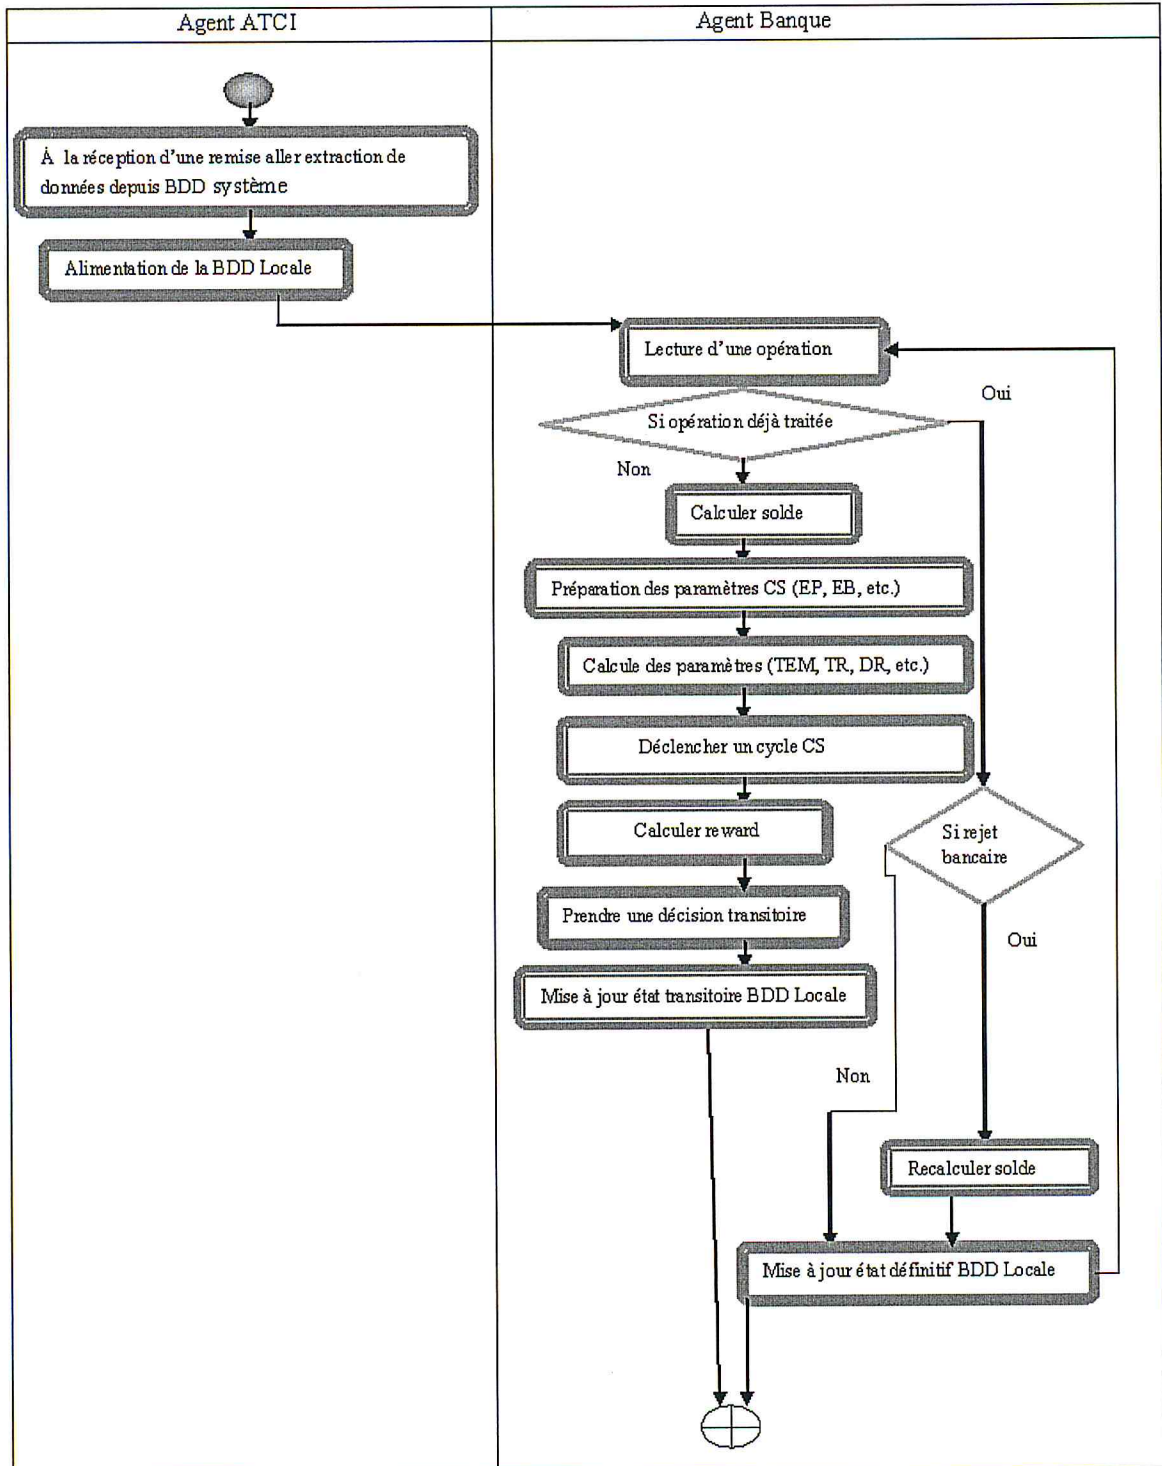 Agent ATCI
Agent Banque
À la réception d'une remise aller extraction de
données depuis BDD système
Alimentation de la BDD Locale
Lecture d'une opération
Oui
Si opération déjà traitée
Non
Calculer solde
Préparation des paramètres CS (EP, EB, etc.)
Calcule des paramètres (TEM, TR, DR, etc.)
Déclencher un cycle CS
Calculer reward
Si rejet
bancaire
Prendre une décision transitoire
Oui
Mise à jour état transitoire BDD Locale
Non
Recalculer solde
Mise à jour état définitif BDD Locale